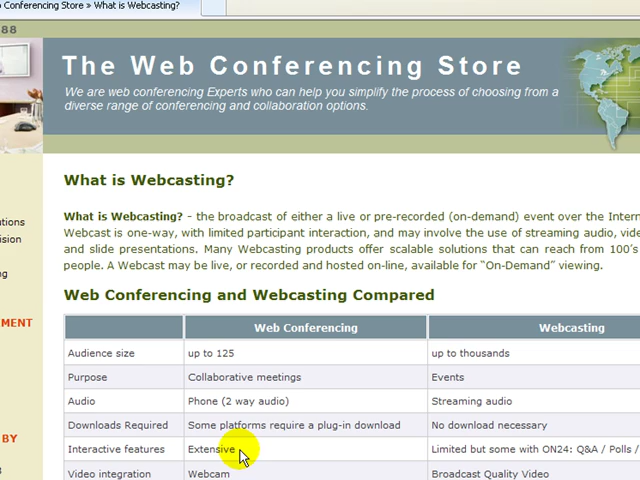 Conferencing Store » What is Webcasting?
88
The Web Conferencing Store
We are web conferencing Experts who can help you simplify the process of choosing from a
diverse range of conferencing and collaboration options.
What is Webcasting?
What is Webcasting? - the broadcast of either a live or pre-recorded (on-demand) event over the
Webcast is one-way, with limited participant interaction, and may involve the use of streaming audio,
and slide presentations. Many Webcasting products offer scalable solutions that can reach from 100's
people. A Webcast may be live, or recorded and hosted on-line, available for “On-Demand” viewing.
Web Conferencing and Webcasting Compared
Web Conferencing Webcasting
Audience size up to 125 up to thousands
Purpose Collaborative meetings Events
Audio Phone (2 way audio) Streaming audio
Downloads Required Some platforms require a plug-in download No download necessary
Interactive features Extensive Limited but some with ON24: Q&A / Polls /
Video integration Webcam Broadcast Quality Video
BY